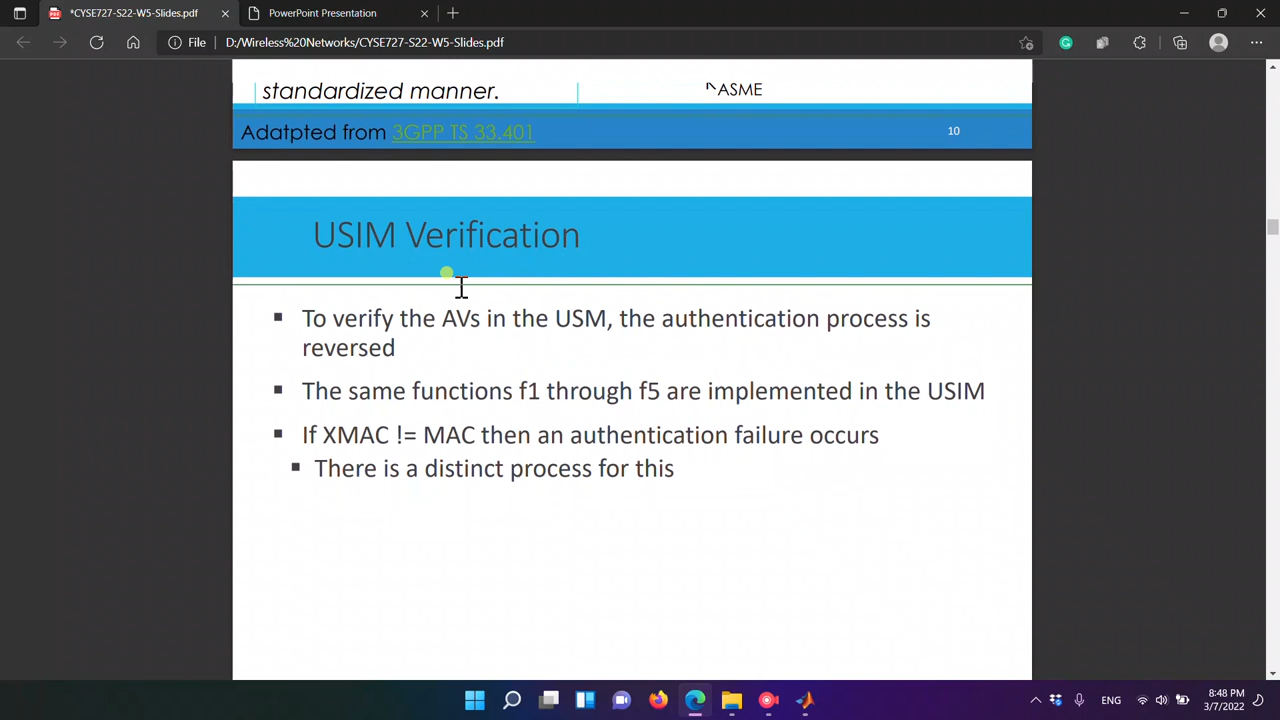 *CYSE727-S22-W5-Slides.pdf
PowerPoint Presentation
File
D:/Wireless%20Networks/CYSE727-S22-W5-Slides.pdf
standardized manner.
ASME
Adatpted from 3GPP TS 33.401
10
USIM Verification
To verify the AVs in the USM, the authentication process is
reversed
The same functions f1 through f5 are implemented in the USIM
If XMAC != MAC then an authentication failure occurs
There is a distinct process for this
ENG
8:48 PM
3/7/2022